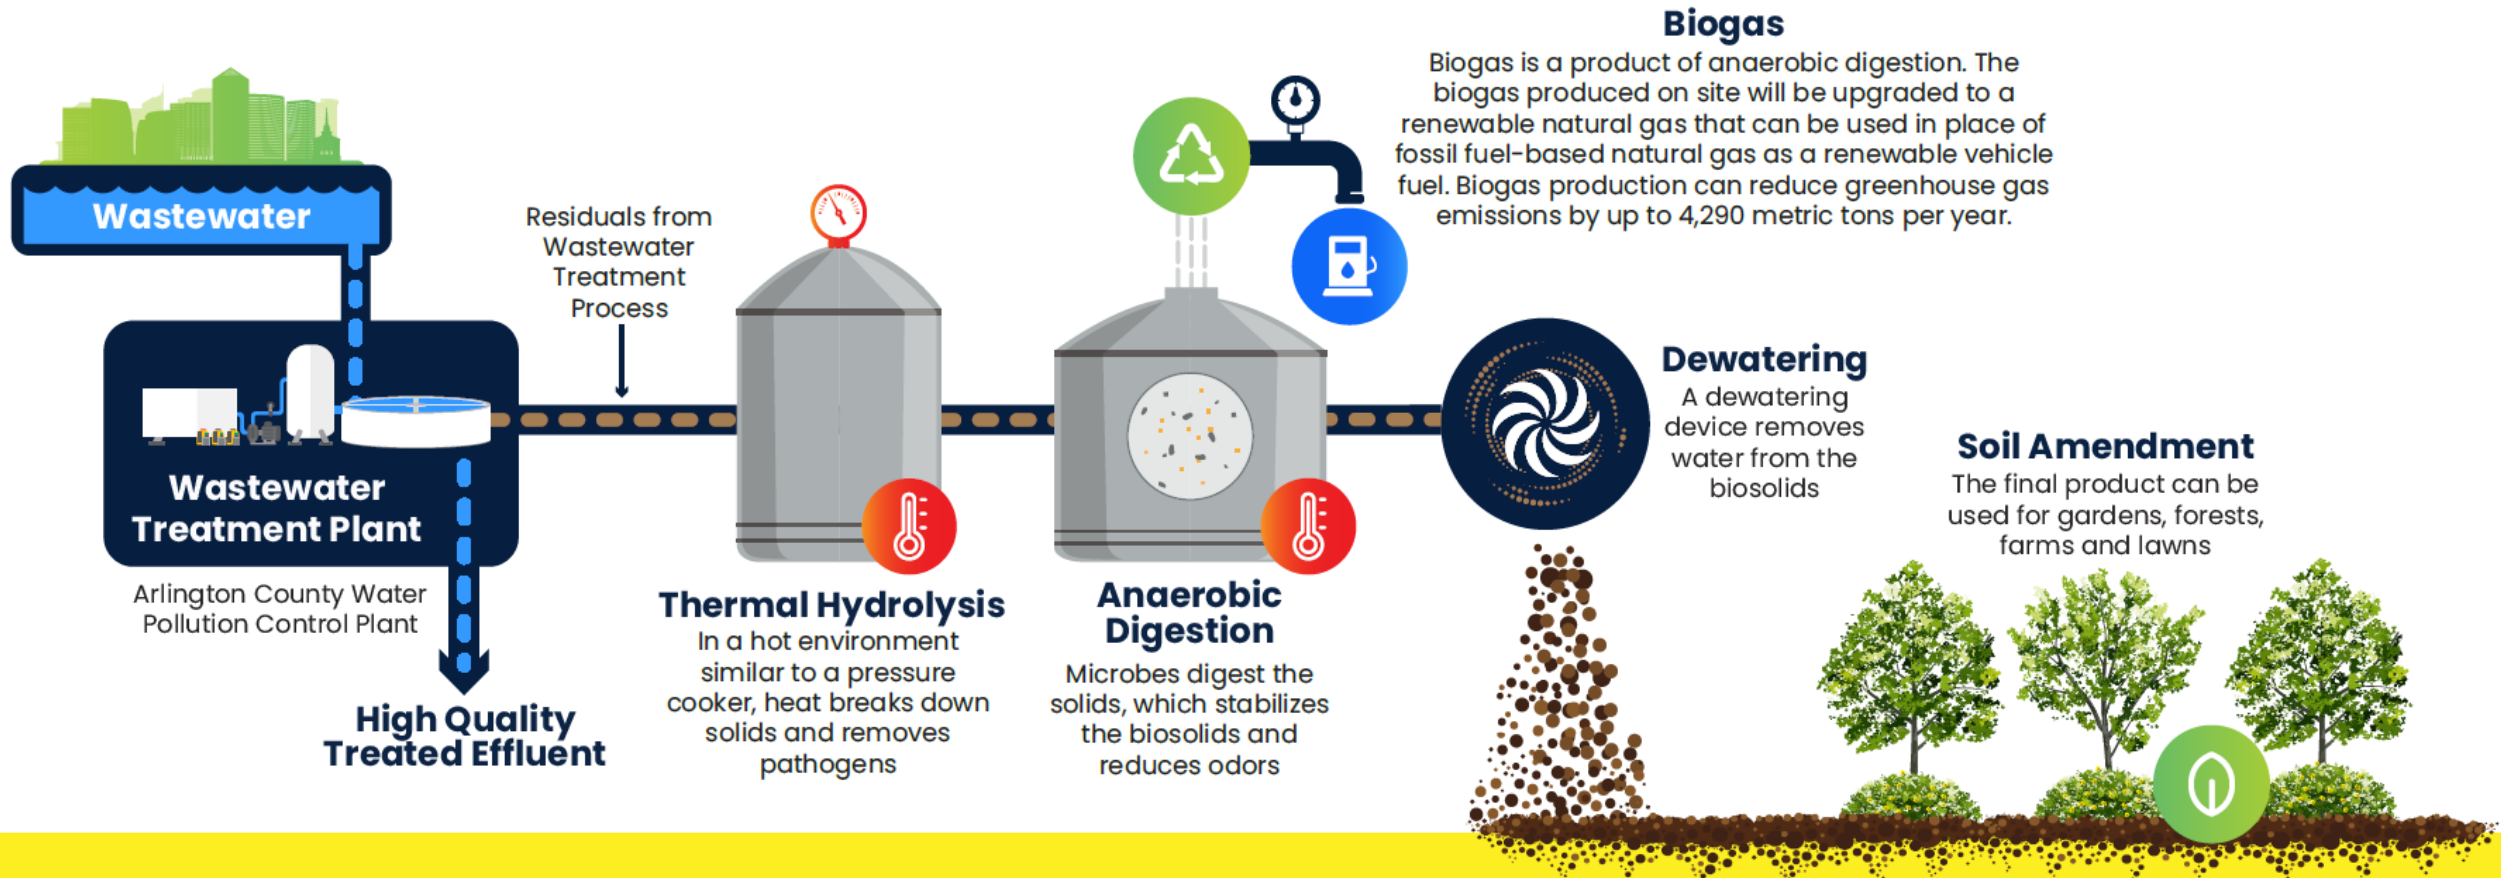 Wastewater
Wastewater
Treatment Plant
Arlington County Water
Pollution Control Plant
High Quality
Treated Effluent
Residuals from
Wastewater
Treatment
Process
Thermal Hydrolysis
In a hot environment
similar to a pressure
cooker, heat breaks down
solids and removes
pathogens
Anaerobic
Digestion
Microbes digest the
solids, which stabilizes
the biosolids and
reduces odors
Biogas
Biogas is a product of anaerobic digestion. The
biogas produced on site will be upgraded to a
renewable natural gas that can be used in place of
fossil fuel-based natural gas as a renewable vehicle
fuel. Biogas production can reduce greenhouse gas
emissions by up to 4,290 metric tons per year.
Dewatering
A dewatering
device removes
water from the
biosolids
Soil Amendment
The final product can be
used for gardens, forests,
farms and lawns